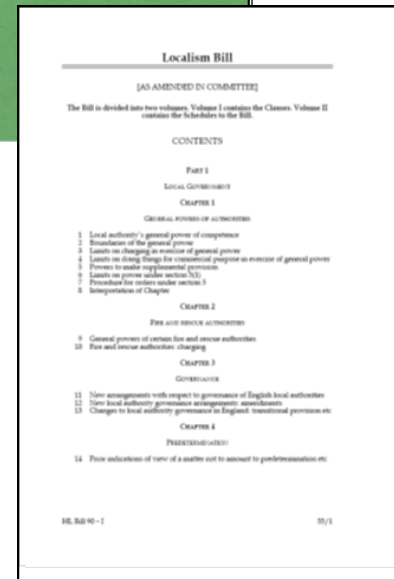 Localism Bill
[AS AMENDED IN COMMITTEE]
The Bill is divided into two volumes. Volume I contains the Clauses. Volume II
contains the Schedules to the Bill.
CONTENTS
PART 1
LOCAL GOVERNMENT
CHAPTER 1
GENERAL POWERS OF AUTHORITIES
1 Local authority's general power of competence
2 Boundaries of the general power
3 Limits on charging in exercise of general power
4 Limits on doing things for commercial purpose in exercise of general power
5 Powers to make supplemental provision
6 Limits on power under section 5(1)
7 Procedure for orders under section 5
8 Interpretation of Chapter
CHAPTER 2
FIRE AND RESCUE AUTHORITIES
9 General powers of certain fire and rescue authorities
10 Fire and rescue authorities: charging
CHAPTER 3
GOVERNANCE
11 New arrangements with respect to governance of English local authorities
12 New local authority governance arrangements: amendments
13 Changes to local authority governance in England: transitional provision etc
CHAPTER 4
PREDETERMINATION
14 Prior indications of view of a matter not to amount to predetermination etc
HL Bill 90 – I
55/1